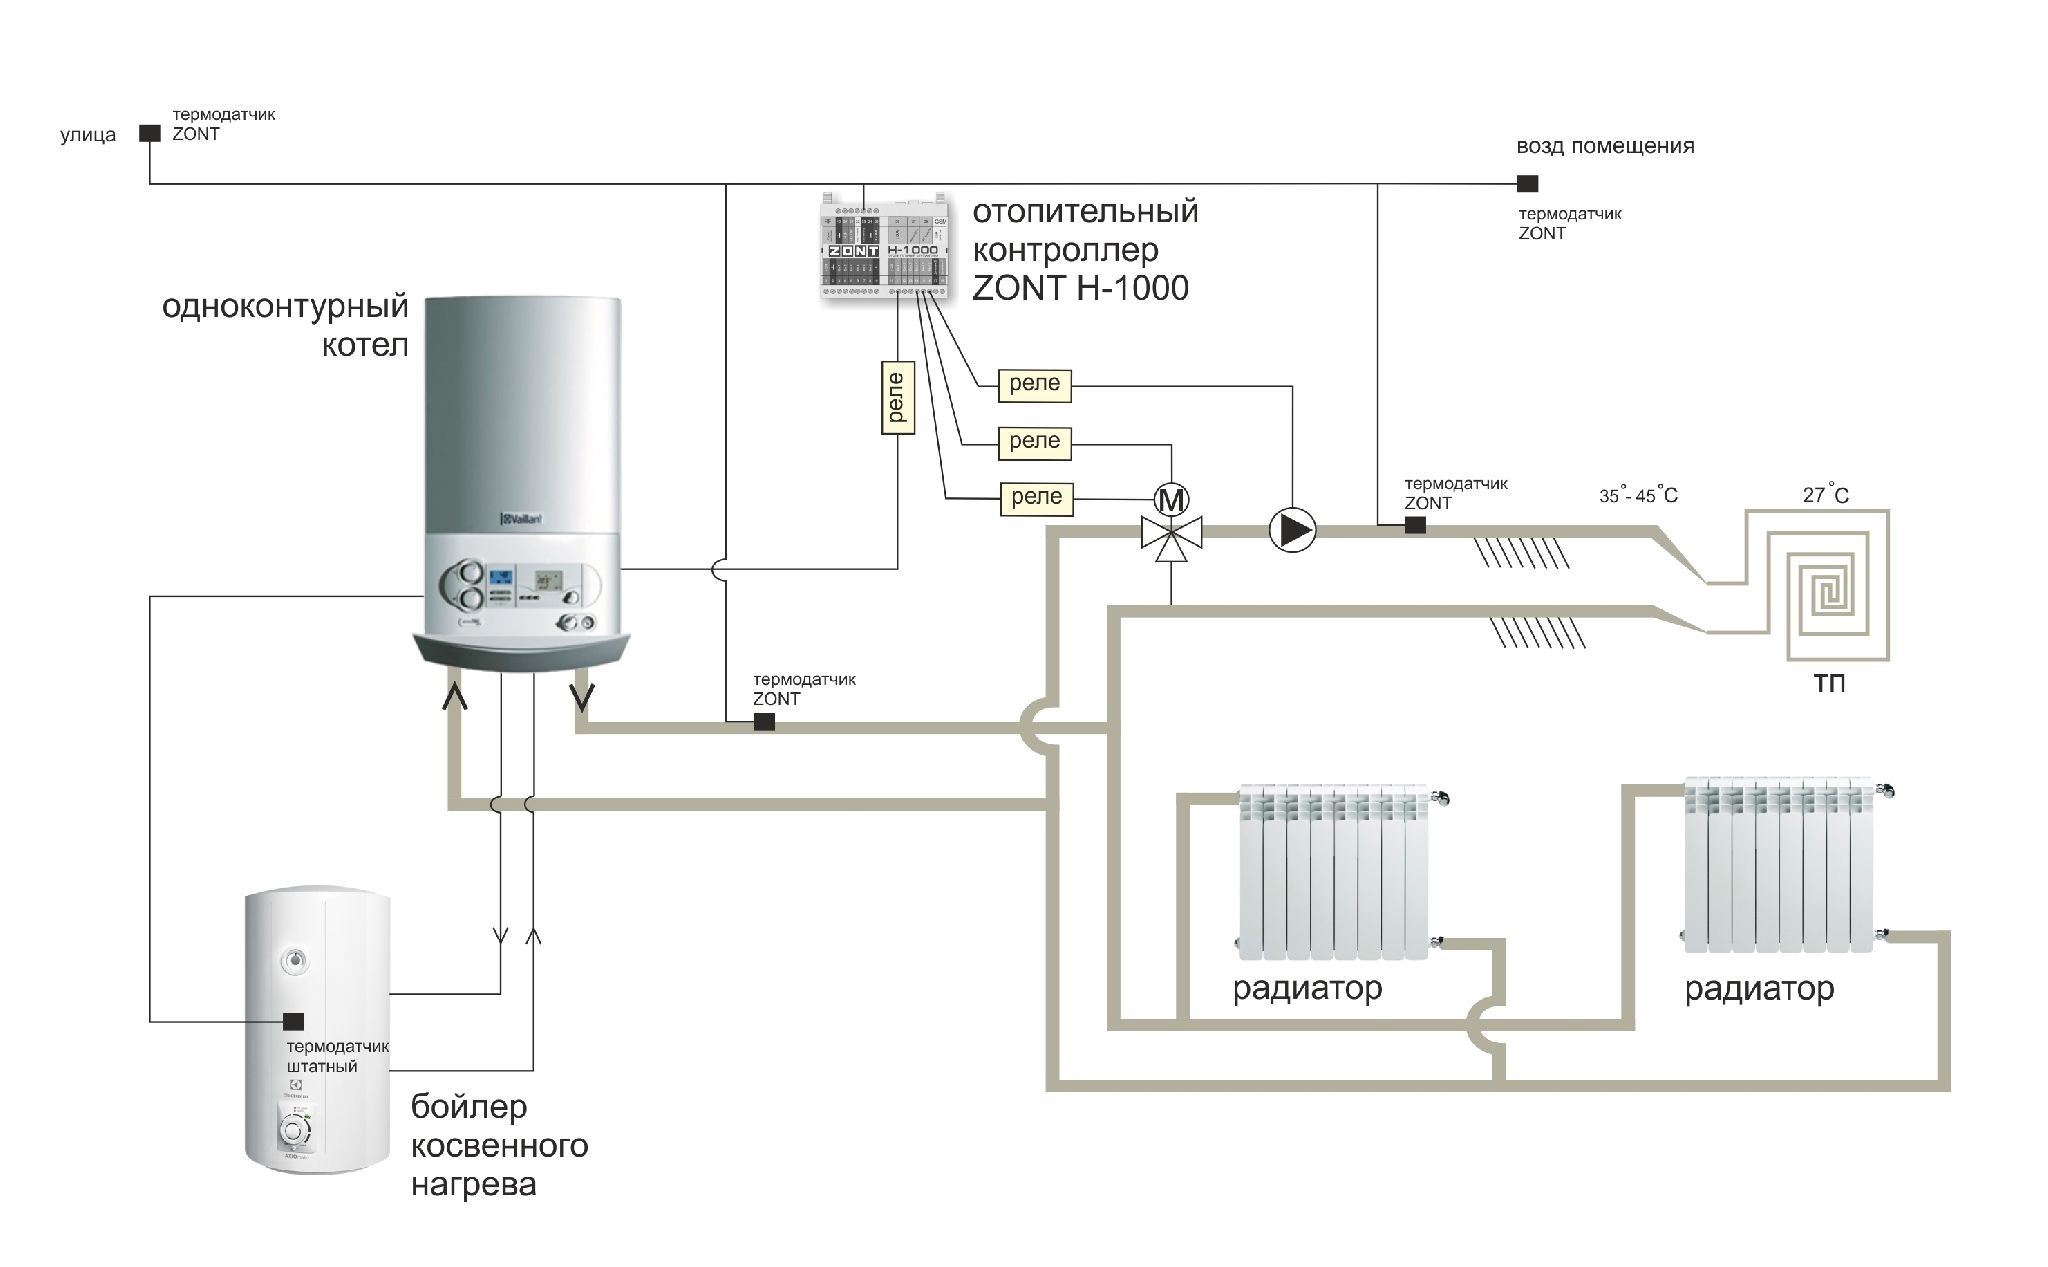 термодатчик
улица
ZONT
возд помещения
термодатчик
ZONT
отопительный
контроллер
ZONT H-1000
ZONT
H-1000
одноконтурный
котел
реле
реле
реле
реле
M
Vaillant
термодатчик
ZONT
35°- 45°C
27°C
ТП
термодатчик
ZONT
радиатор
радиатор
термодатчик
штатный
Electrolux
бойлер
косвенного
нагрева